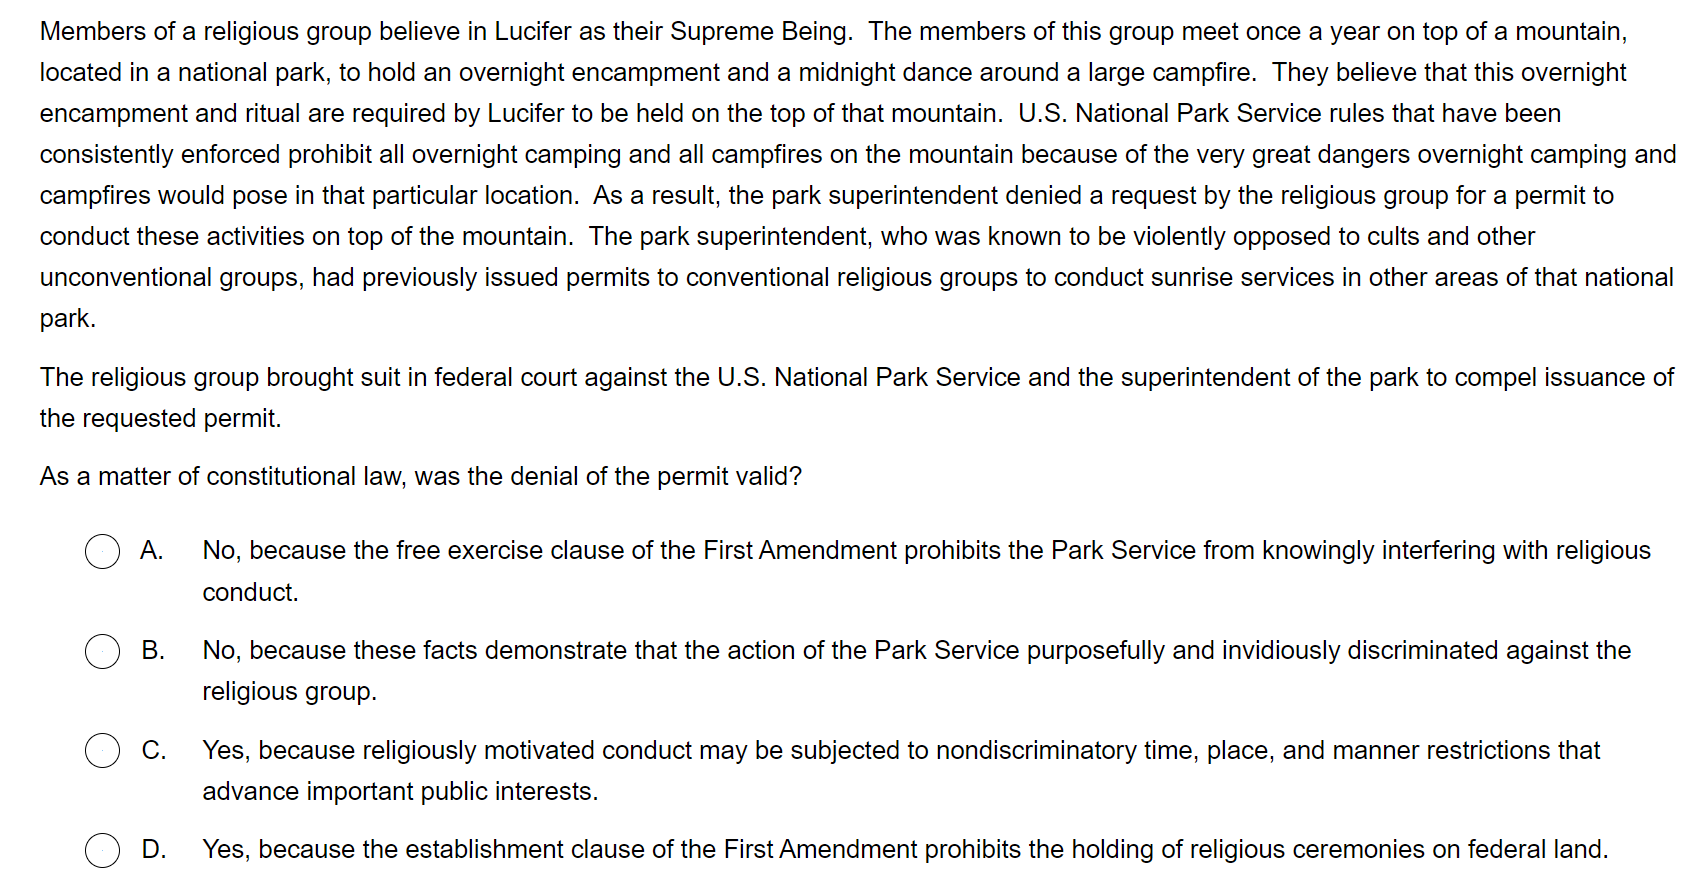 Members of a religious group believe in Lucifer as their Supreme Being.  The members of this group meet once a year on top of a mountain,
located in a national park, to hold an overnight encampment and a midnight dance around a large campfire.  They believe that this overnight
encampment and ritual are required by Lucifer to be held on the top of that mountain.  U.S. National Park Service rules that have been
consistently enforced prohibit all overnight camping and all campfires on the mountain because of the very great dangers overnight camping and
campfires would pose in that particular location.  As a result, the park superintendent denied a request by the religious group for a permit to
conduct these activities on top of the mountain.  The park superintendent, who was known to be violently opposed to cults and other
unconventional groups, had previously issued permits to conventional religious groups to conduct sunrise services in other areas of that national
park.
The religious group brought suit in federal court against the U.S. National Park Service and the superintendent of the park to compel issuance of
the requested permit.
As a matter of constitutional law, was the denial of the permit valid?
A. No, because the free exercise clause of the First Amendment prohibits the Park Service from knowingly interfering with religious
conduct.
B. No, because these facts demonstrate that the action of the Park Service purposefully and invidiously discriminated against the
religious group.
C. Yes, because religiously motivated conduct may be subjected to nondiscriminatory time, place, and manner restrictions that
advance important public interests.
D. Yes, because the establishment clause of the First Amendment prohibits the holding of religious ceremonies on federal land.